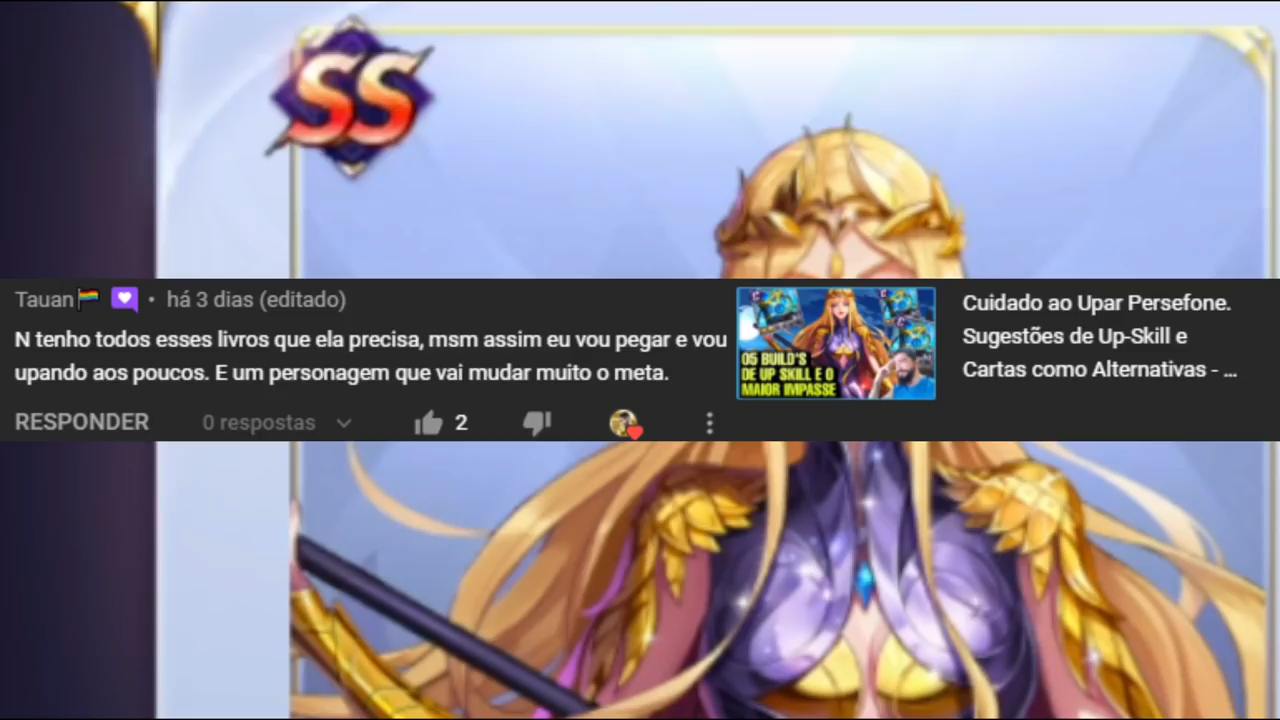 SS
Tauan🏳️‍🌈 💜 • há 3 dias (editado)
N tenho todos esses livros que ela precisa, msm assim eu vou pegar e vou
upando aos poucos. E um personagem que vai mudar muito o meta.
RESPONDER 0 respostas 2
05 BUILD'S
DE UP SKILL E O
MAIOR IMPASSE
Cuidado ao Upar Persefone.
Sugestões de Up-Skill e
Cartas como Alternativas - ...